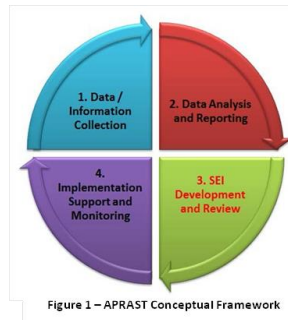 1. Data /
Information
Collection
2. Data Analysis
and Reporting
4.
Implementation
Support and
Monitoring
3. SEI
Development
and Review
Figure 1 – APRAST Conceptual Framework